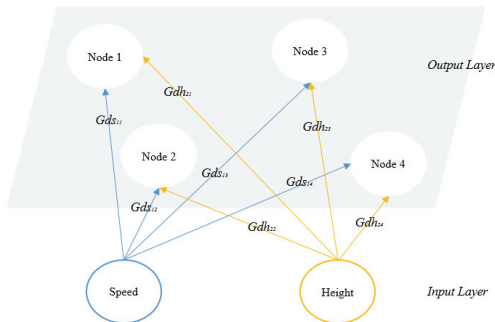 Node 1
Node 3
Output Layer
Gdh₂₁
Gds₁₁
Gdh₂₃
Node 2
Node 4
Gds₁₃
Gds₁₄
Gds₁₂
Gdh₂₂
Gdh₂₄
Speed
Height
Input Layer